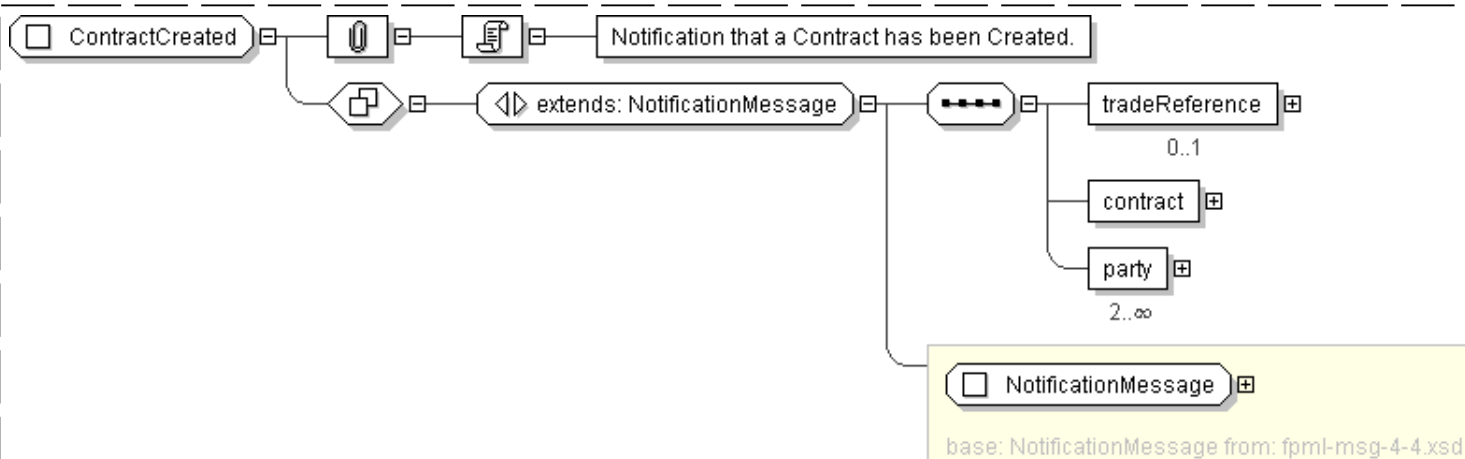 ContractCreated
Notification that a Contract has been Created.
extends: NotificationMessage
tradeReference
0..1
contract
party
2..∞
NotificationMessage
base: NotificationMessage from: fpml-msg-4-4.xsd